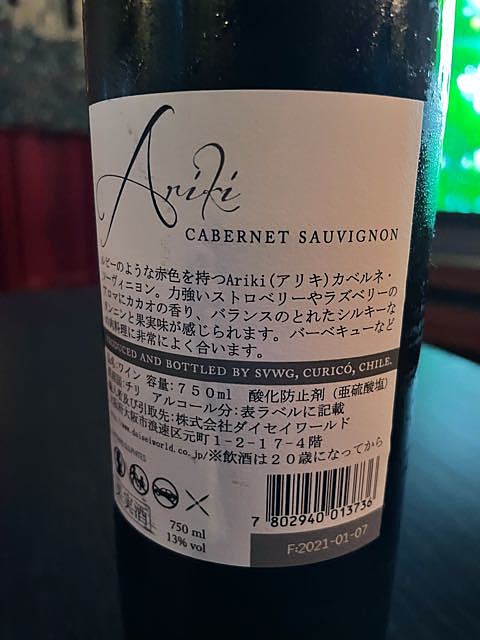 Ariki
CABERNET SAUVIGNON
ルビーのような赤色を持つAriki(アリキ)カベルネ・
ソーヴィニヨン。力強いストロベリーやラズベリーの
アロマにカカオの香り、バランスのとれたシルキーな
タンニンと果実味が感じられます。バーベキューなど
肉料理に非常によく合います。
PRODUCED AND BOTTLED BY SVWG, CURICÓ, CHILE.
ワイン 容量:750ml 酸化防止剤(亜硫酸塩)
チリ アルコール分:表ラベルに記載
及び引取先:株式会社ダイセイワールド
大阪市浪速区元町1-2-17-4階
www.daiseiworld.co.jp/※飲酒は20歳になってから
果実酒
750 ml
13% vol
7 802940 013736
F:2021-01-07